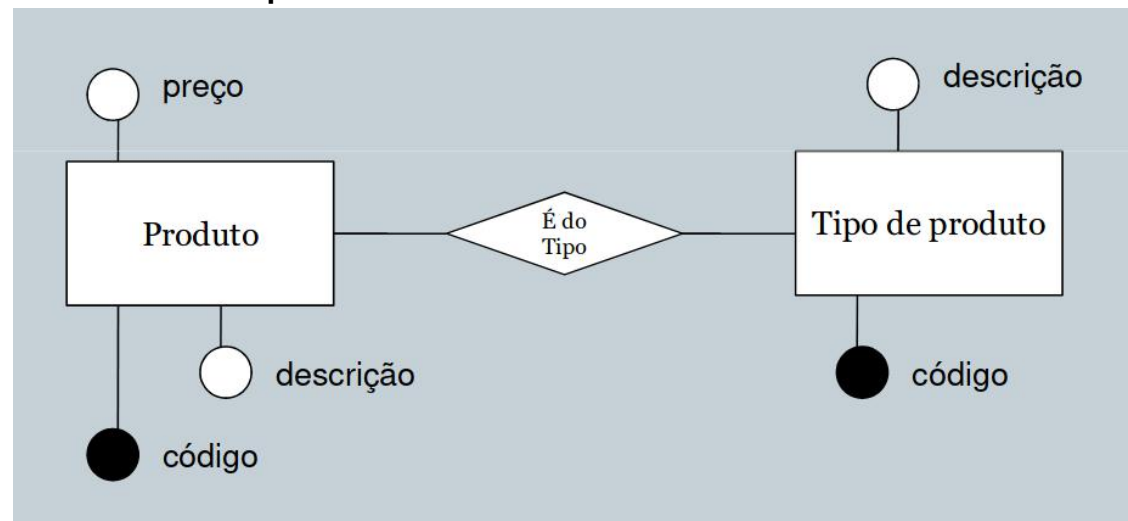 preço
descrição
Produto
É do
Tipo
Tipo de produto
descrição
código
código